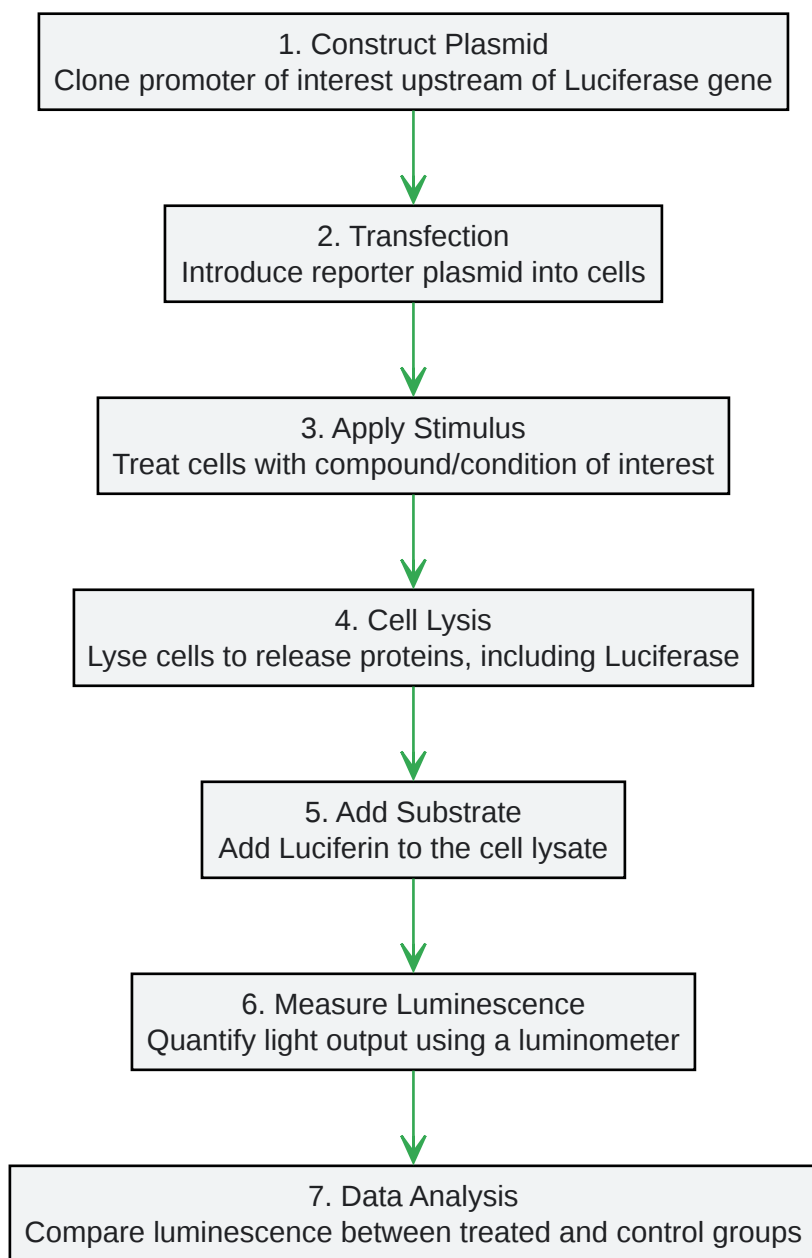 1. Construct Plasmid
Clone promoter of interest upstream of Luciferase gene
2. Transfection
Introduce reporter plasmid into cells
3. Apply Stimulus
Treat cells with compound/condition of interest
4. Cell Lysis
Lyse cells to release proteins, including Luciferase
5. Add Substrate
Add Luciferin to the cell lysate
6. Measure Luminescence
Quantify light output using a luminometer
7. Data Analysis
Compare luminescence between treated and control groups